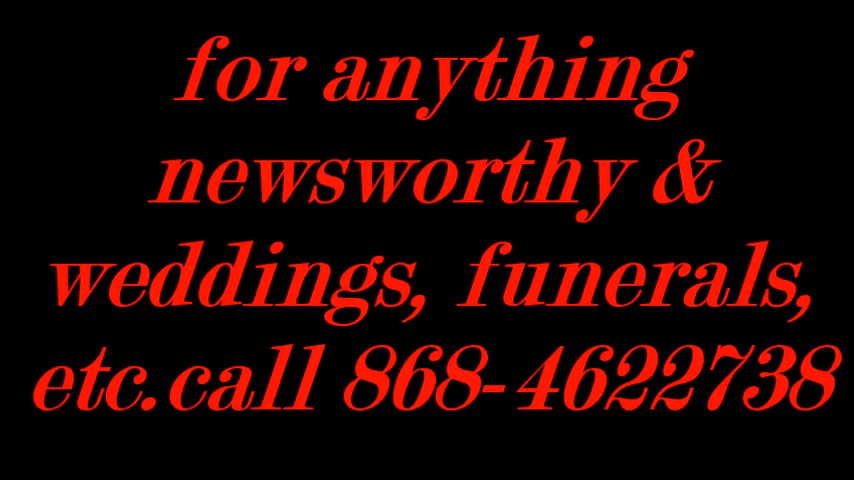 for anything
newsworthy &
weddings, funerals,
etc.call 868-4622738